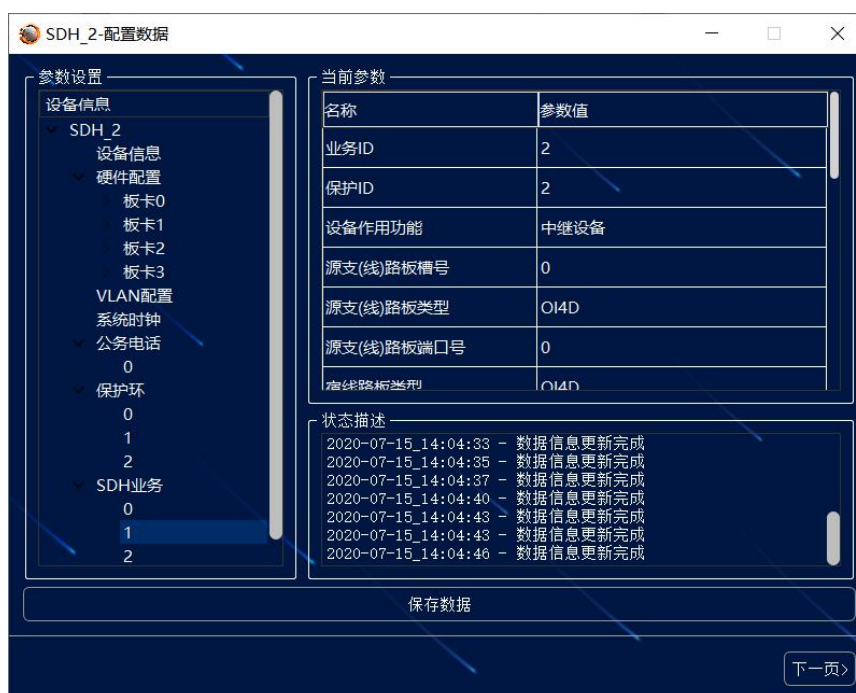 SDH_2-配置数据
参数设置
设备信息
SDH_2
设备信息
硬件配置
板卡0
板卡1
板卡2
板卡3
VLAN配置
系统时钟
公务电话
0
保护环
0
1
2
SDH业务
0
1
2
当前参数
名称 参数值
业务ID 2
保护ID 2
设备作用功能 中继设备
源支(线)路板槽号 0
源支(线)路板类型 OI4D
源支(线)路板端口号 0
宿线路板类型 OI4D
状态描述
2020-07-15_14:04:33 - 数据信息更新完成
2020-07-15_14:04:35 - 数据信息更新完成
2020-07-15_14:04:37 - 数据信息更新完成
2020-07-15_14:04:40 - 数据信息更新完成
2020-07-15_14:04:43 - 数据信息更新完成
2020-07-15_14:04:43 - 数据信息更新完成
2020-07-15_14:04:46 - 数据信息更新完成
保存数据
下一页>